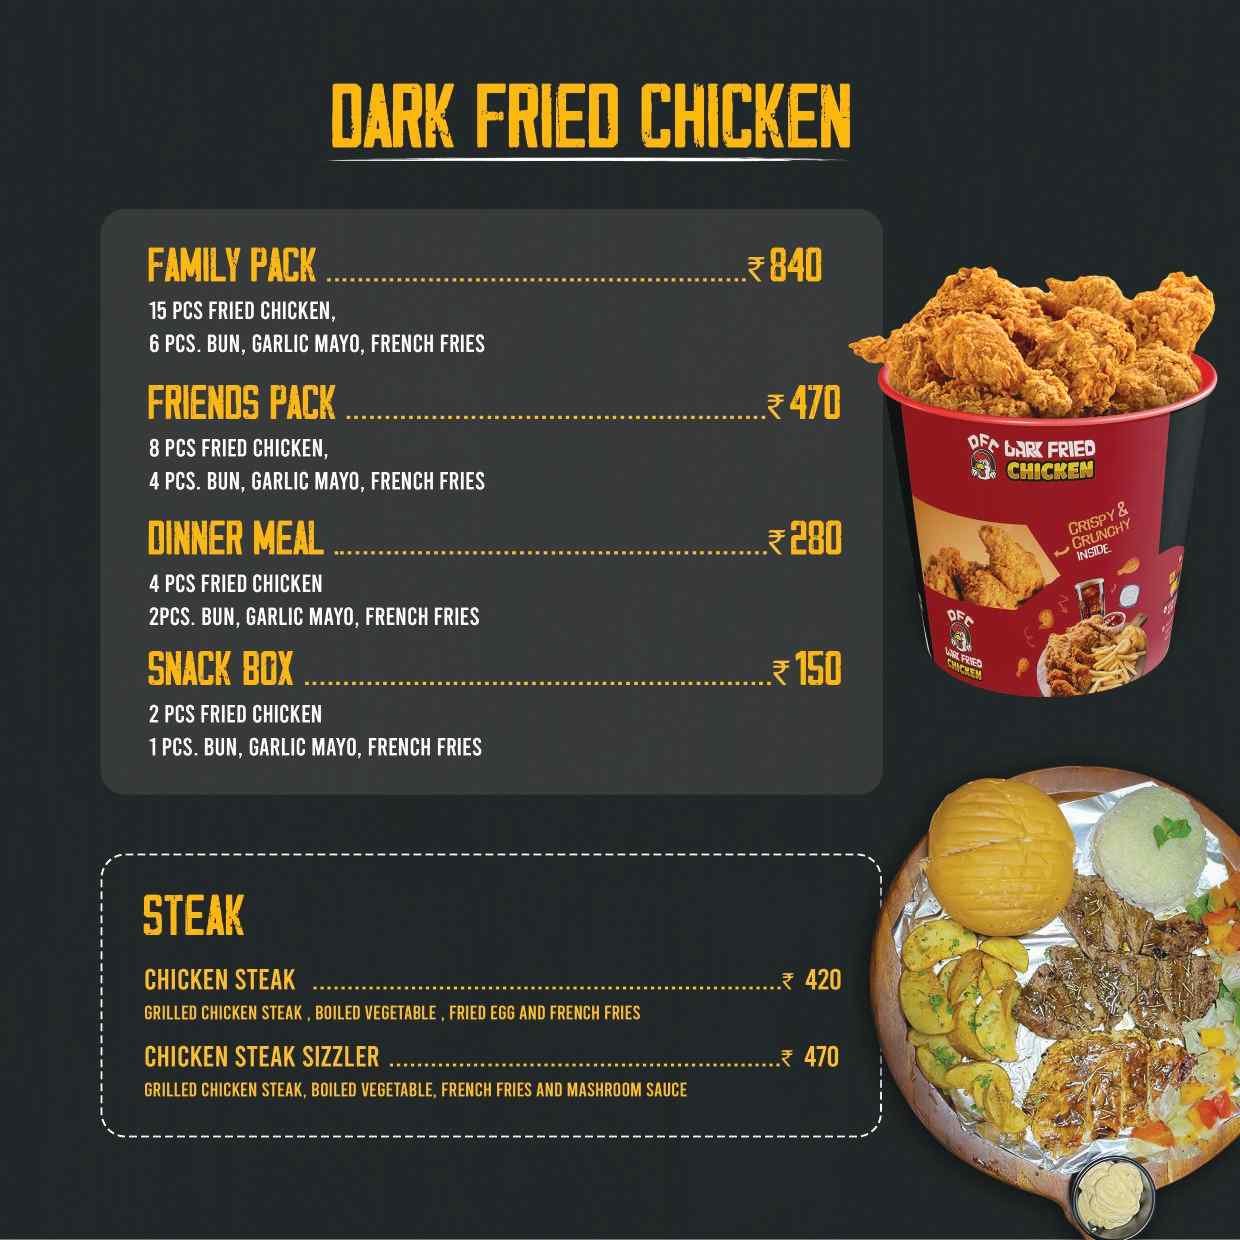 DARK FRIED CHICKEN
FAMILY PACK ₹ 840
15 PCS FRIED CHICKEN,
6 PCS. BUN, GARLIC MAYO, FRENCH FRIES
FRIENDS PACK ₹ 470
8 PCS FRIED CHICKEN,
4 PCS. BUN, GARLIC MAYO, FRENCH FRIES
DINNER MEAL ₹ 280
4 PCS FRIED CHICKEN
2PCS. BUN, GARLIC MAYO, FRENCH FRIES
SNACK BOX ₹ 150
2 PCS FRIED CHICKEN
1 PCS. BUN, GARLIC MAYO, FRENCH FRIES
DFC DARK FRIED
CHICKEN
CRISPY &
CRUNCHY
INSIDE.
DFC
DARK FRIED
CHICKEN
STEAK
CHICKEN STEAK ₹ 420
GRILLED CHICKEN STEAK , BOILED VEGETABLE , FRIED EGG AND FRENCH FRIES
CHICKEN STEAK SIZZLER ₹ 470
GRILLED CHICKEN STEAK, BOILED VEGETABLE, FRENCH FRIES AND MASHROOM SAUCE